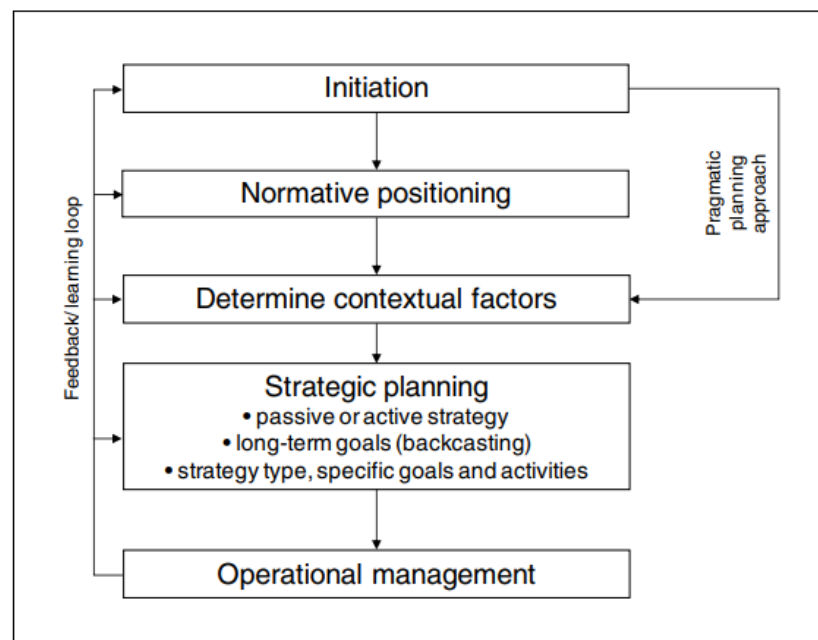 Initiation
Normative positioning
Pragmatic
planning
approach
Determine contextual factors
Feedback/ learning loop
Strategic planning
• passive or active strategy
• long-term goals (backcasting)
• strategy type, specific goals and activities
Operational management